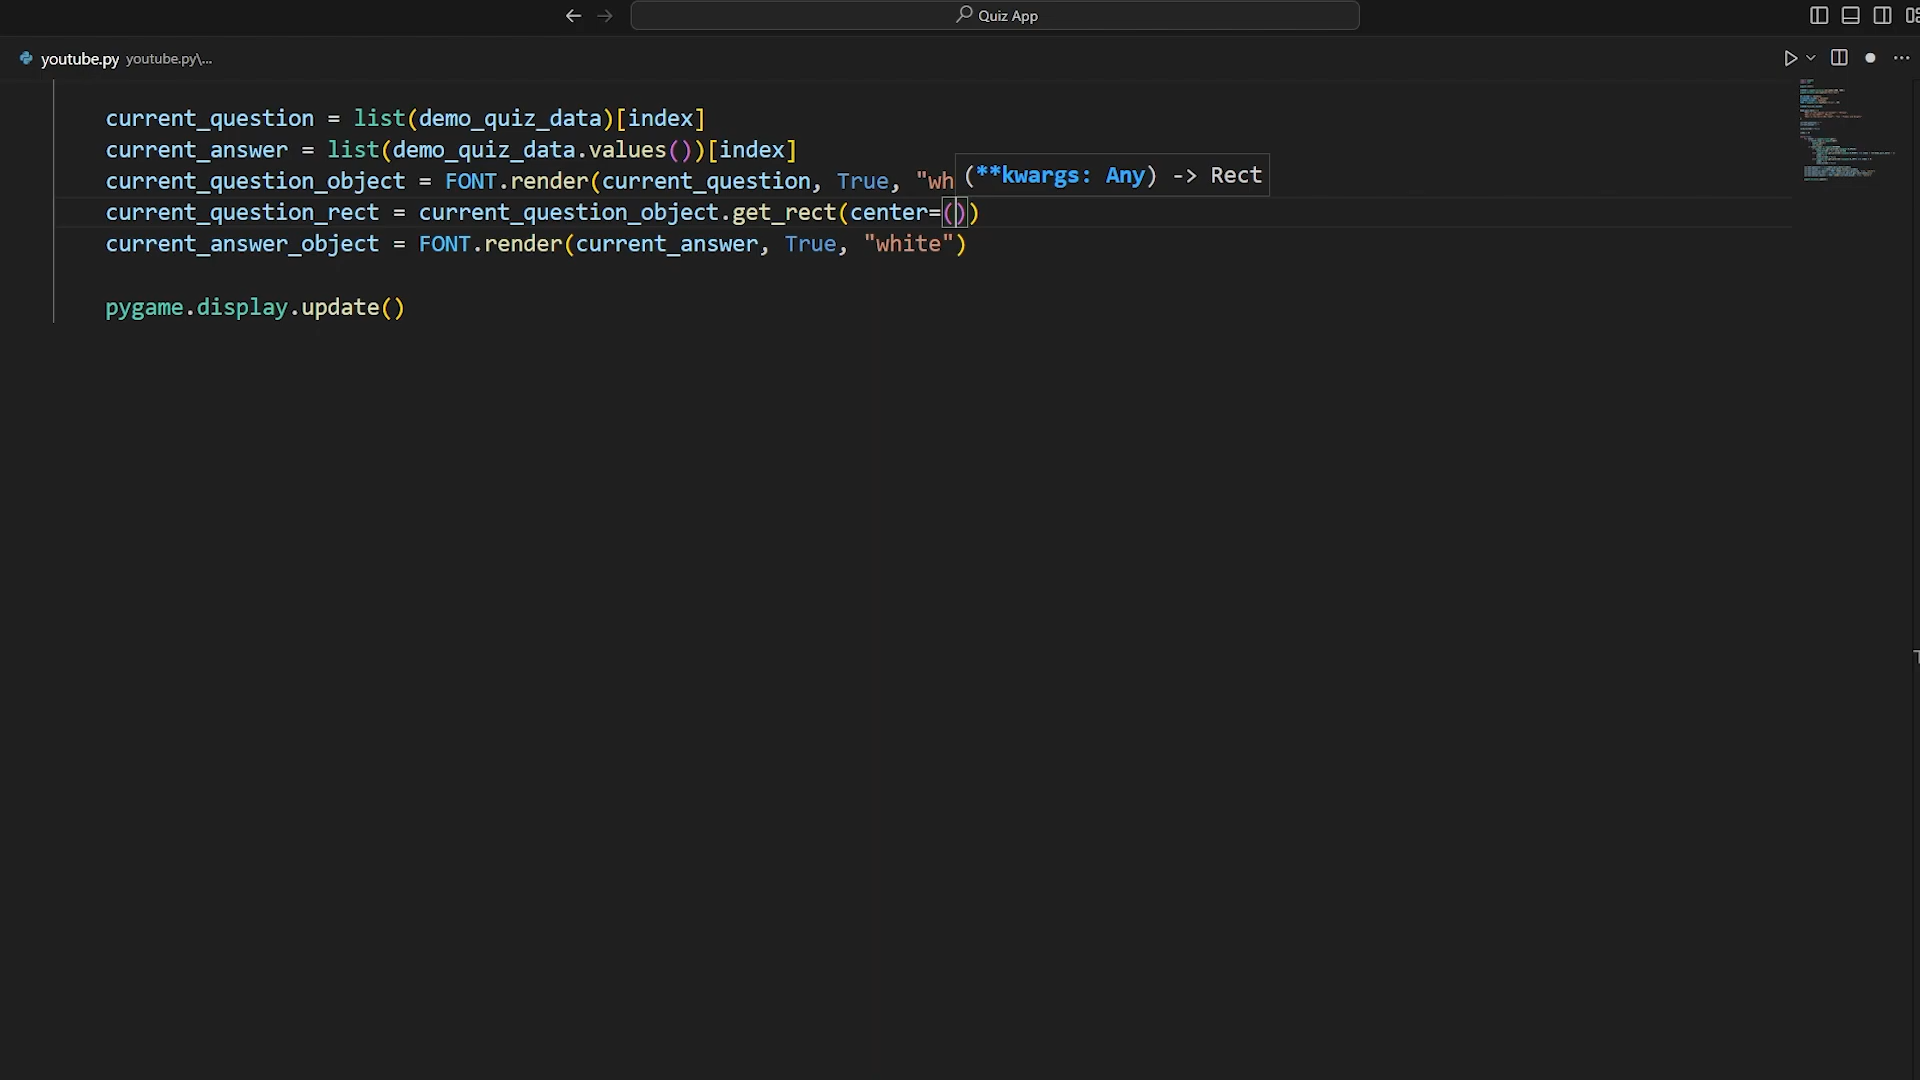 Quiz App
youtube.py youtube.py\...
current_question = list(demo_quiz_data)[index]
current_answer = list(demo_quiz_data.values())[index]
current_question_object = FONT.render(current_question, True, "wh
(**kwargs: Any) -> Rect
current_question_rect = current_question_object.get_rect(center=())
current_answer_object = FONT.render(current_answer, True, "white")
pygame.display.update()